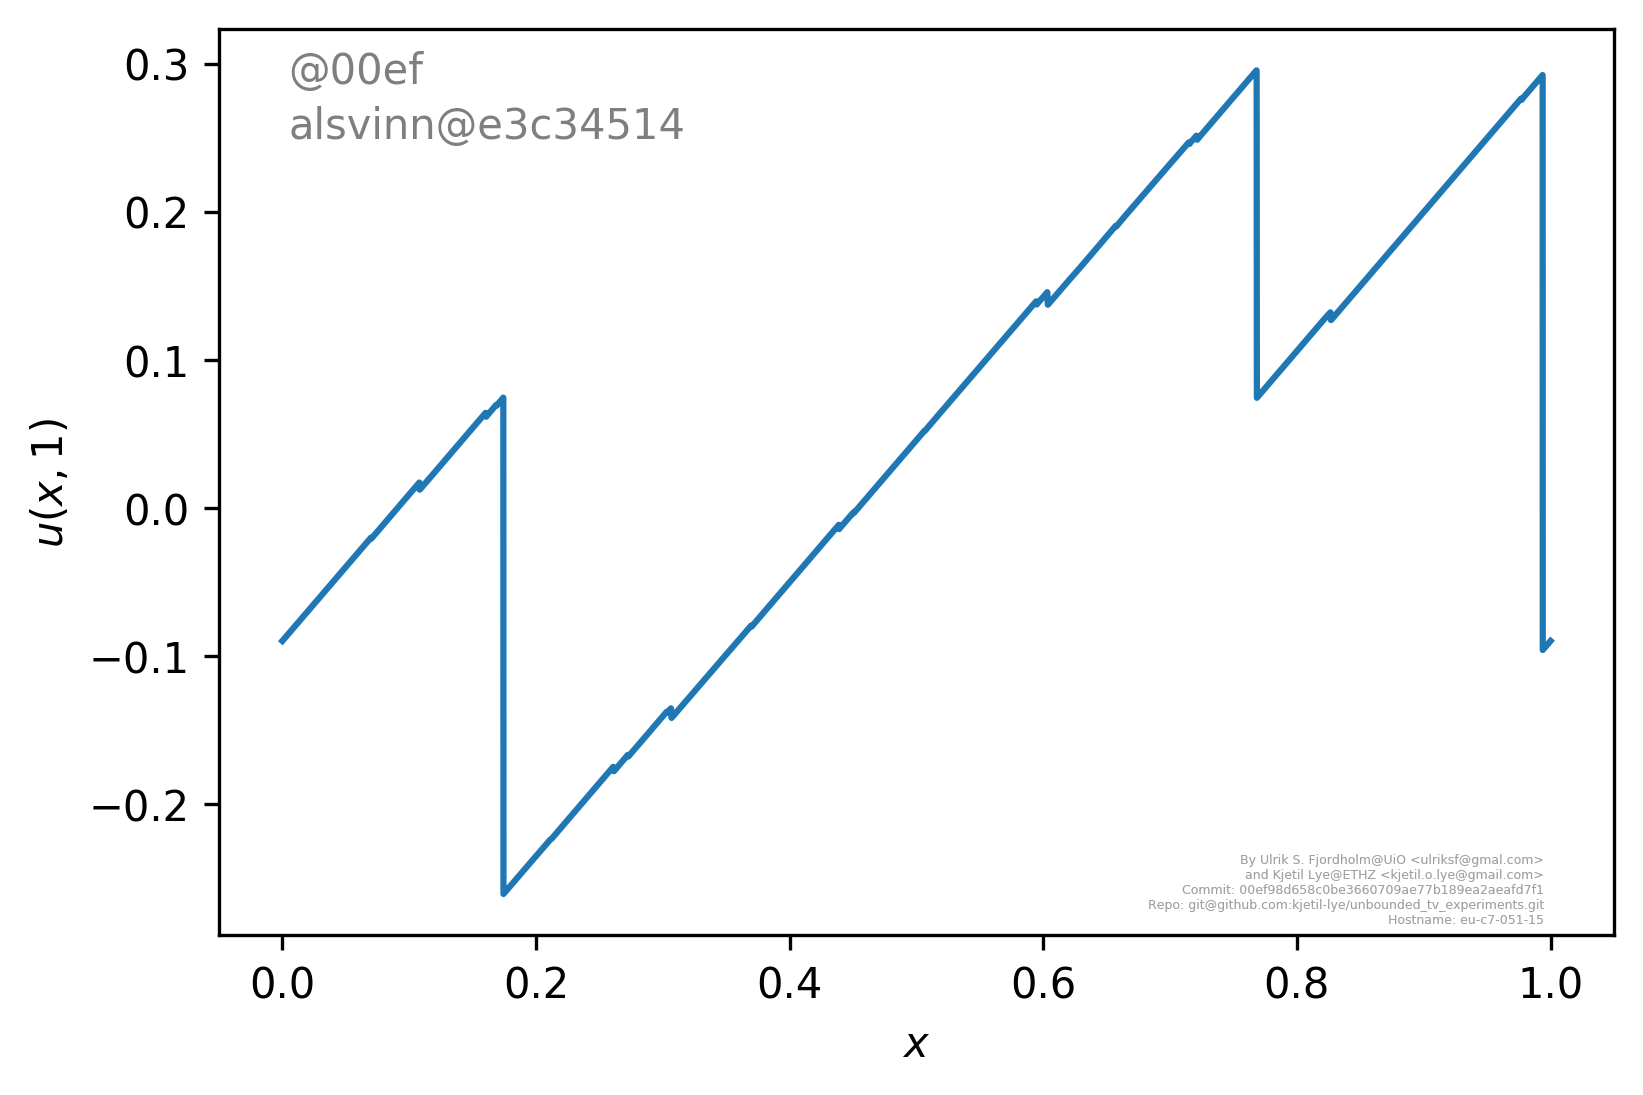 @00ef
alsvinn@e3c34514
0.3
0.2
0.1
0.0
−0.1
−0.2
u(x, 1)
By Ulrik S. Fjordholm@UiO <ulriksf@gmal.com>
and Kjetil Lye@ETHZ <kjetil.o.lye@gmail.com>
Commit: 00ef98d658c0be3660709ae77b189ea2aeafd7f1
Repo: git@github.com:kjetil-lye/unbounded_tv_experiments.git
Hostname: eu-c7-051-15
0.0 0.2 0.4 0.6 0.8 1.0
x